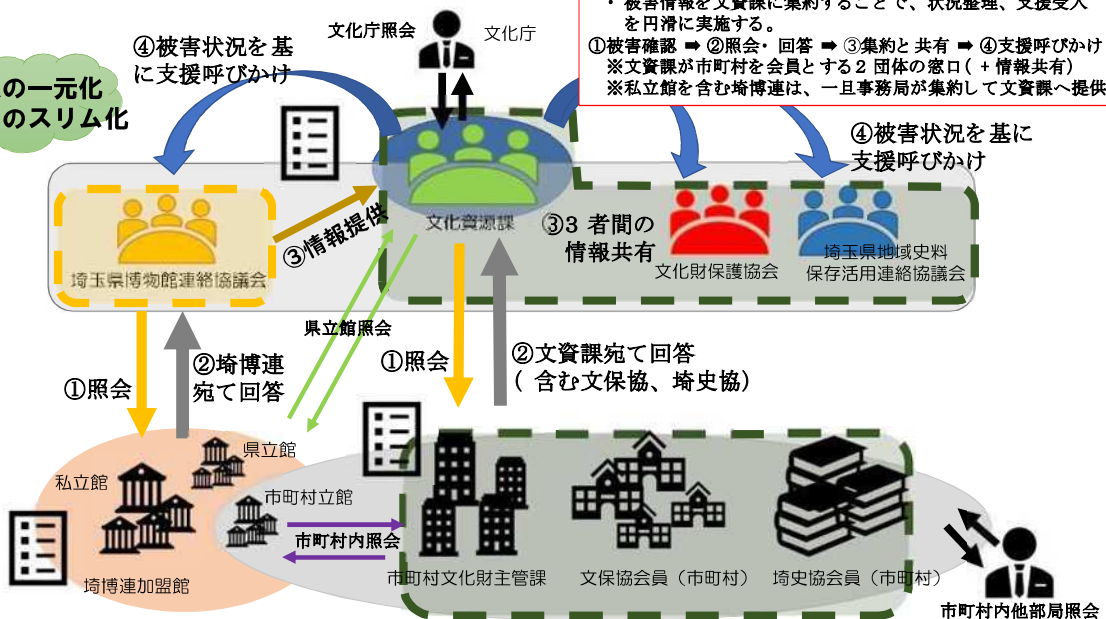 ・ 被害情報を文資課に集約することで、状況整理、支援受入
を円滑に実施する。
①被害確認 ➡ ②照会・ 回答 ➡ ③集約と 共有 ➡ ④支援呼びかけ
※文資課が市町村を会員とする２ 団体の窓口( + 情報共有)
※私立館を含む埼博連は、一旦事務局が集約して文資課へ提供
の一元化
のスリム化
④被害状況を 基
に支援呼びかけ
文化庁照会
文化庁
④被害状況を 基に
支援呼びかけ
文化資源課
③情報提供
③3 者間の
情報共有
埼玉県博物館連絡協議会
文化財保護協会
埼玉県地域史料
保存活用連絡協議会
県立館照会
①照会
②埼博連
宛て回答
①照会
②文資課宛て回答
( 含む文保協、埼史協)
県立館
私立館
市町村立館
市町村内照会
埼博連加盟館
市町村文化財主管課
文保協会員（市町村）
埼史協会員（市町村）
市町村内他部局照会